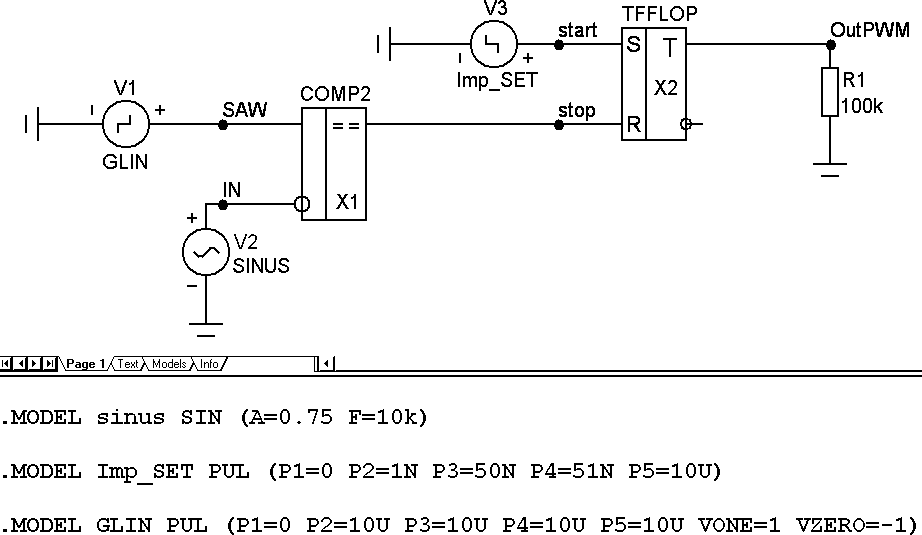 V3
TFFLOP
start
OutPWM
S T
Imp_SET
X2
R1
100k
V1
COMP2
SAW
==
stop
R
GLIN
IN
X1
V2
SINUS
Page 1 Text Models Info
.MODEL sinus SIN (A=0.75 F=10k)
.MODEL Imp_SET PUL (P1=0 P2=1N P3=50N P4=51N P5=10U)
.MODEL GLIN PUL (P1=0 P2=10U P3=10U P4=10U P5=10U VONE=1 VZERO=-1)